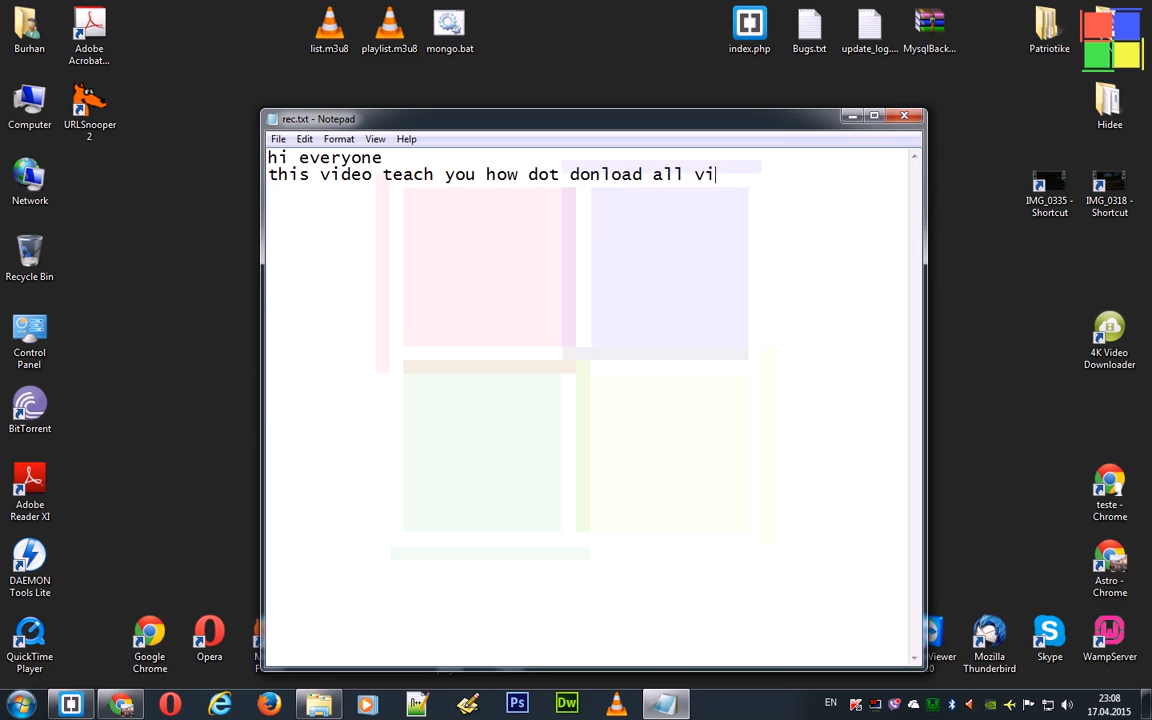 Burhan
Adobe
Acrobat...
list.m3u8
playlist.m3u8
mongo.bat
index.php
Bugs.txt
update_log....
MysqlBack...
Patriotike
Computer
URLSnooper
2
Hidee
rec.txt - Notepad
File Edit Format View Help
hi everyone
this video teach you how dot donload all vi
Network
IMG_0335 -
Shortcut
IMG_0318 -
Shortcut
Recycle Bin
Control
Panel
4K Video
Downloader
BitTorrent
Adobe
Reader XI
teste -
Chrome
DAEMON
Tools Lite
Astro -
Chrome
QuickTime
Player
Google
Chrome
Opera
Mozilla
Thunderbird
Skype
WampServer
Ps
Dw
EN
23:08
17.04.2015